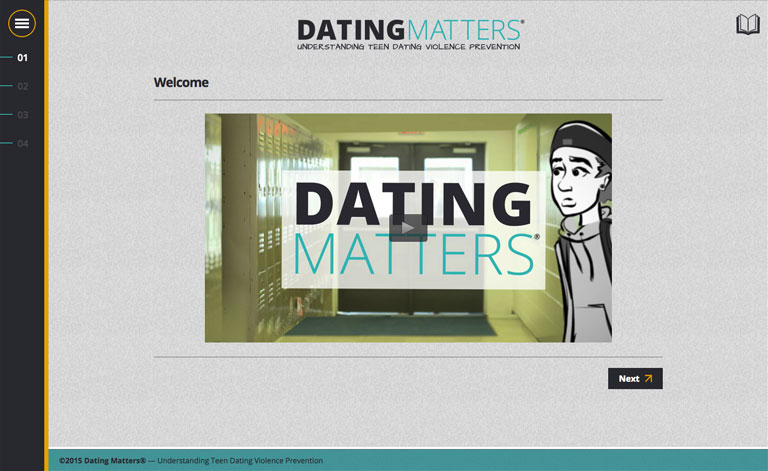 DATINGMATTERS®
UNDERSTANDING TEEN DATING VIOLENCE PREVENTION
01
02
03
04
Welcome
DATING
MATTERS®
Next
©2015 Dating Matters® — Understanding Teen Dating Violence Prevention